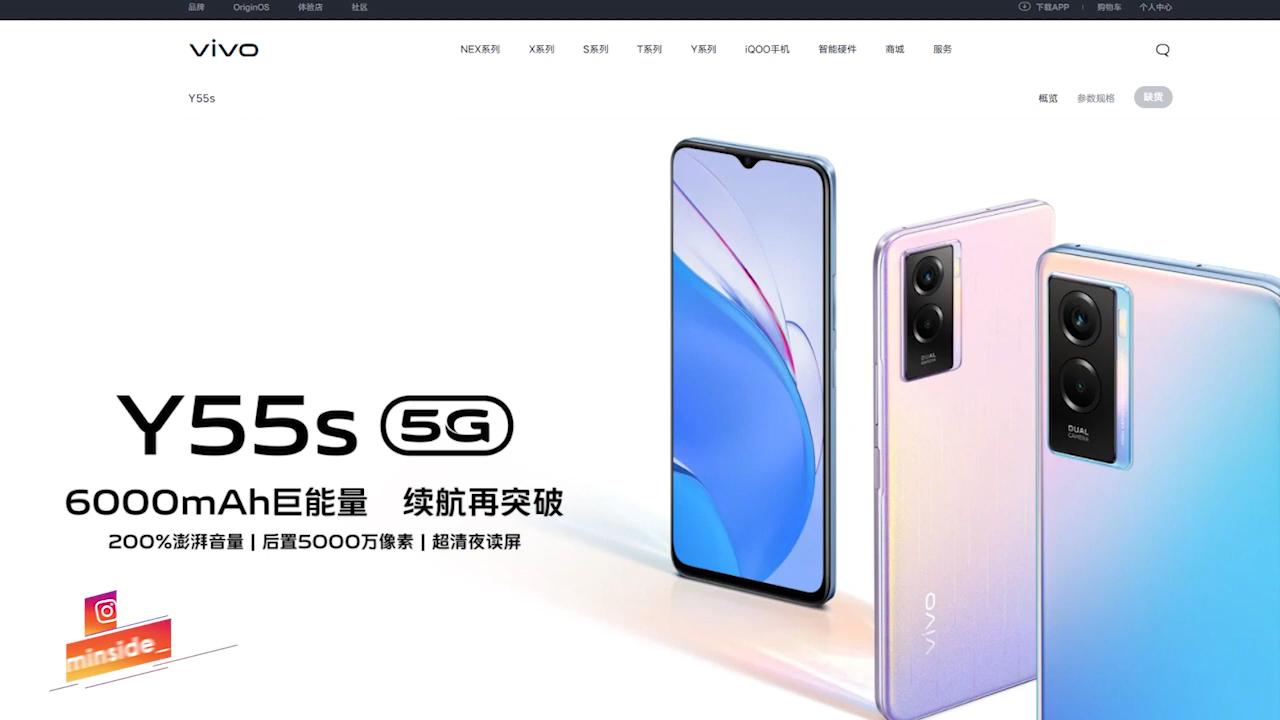 品牌 OriginOS 体验店 社区 下载APP 购物车 个人中心
vivo NEX系列 X系列 S系列 T系列 Y系列 iQOO手机 智能硬件 商城 服务
Y55s 概览 参数规格 缺货
Y55s 5G
6000mAh巨能量 续航再突破
200%澎湃音量 | 后置5000万像素 | 超清夜读屏
DUAL
CAMERA
DUAL
CAMERA
vivo
minside_